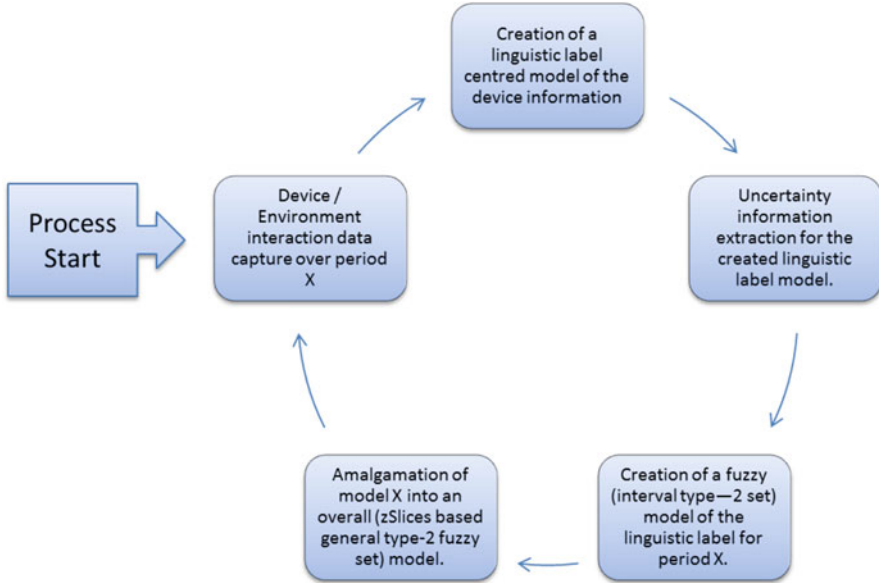 Process
Start
Device /
Environment
interaction data
capture over period
X
Creation of a
linguistic label
centred model of the
device information
Uncertainty
information
extraction for the
created linguistic
label model.
Creation of a fuzzy
(interval type—2 set)
model of the
linguistic label for
period X.
Amalgamation of
model X into an
overall (zSlices based
general type-2 fuzzy
set) model.